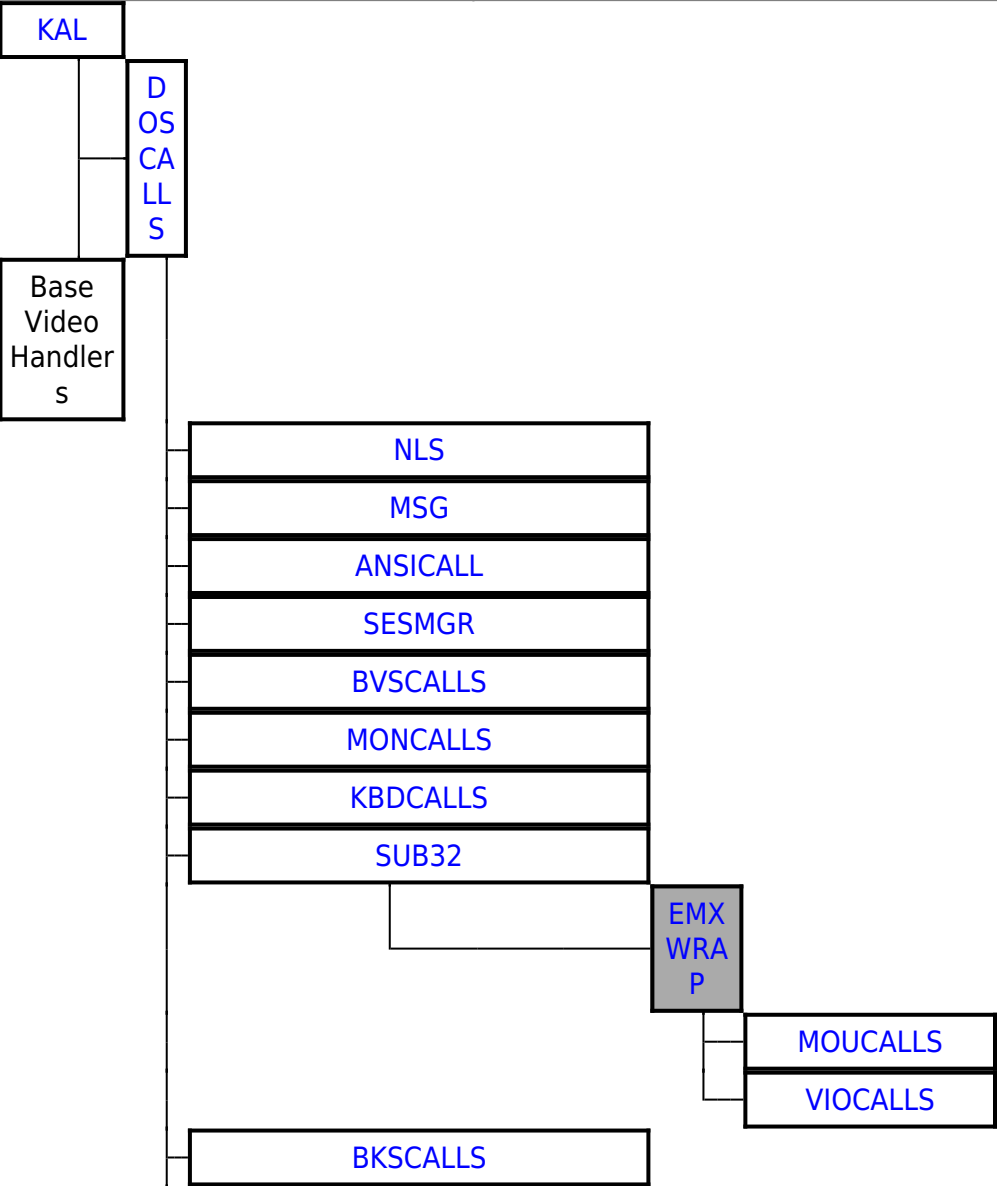 KAL
D
OS
CA
LL
S
Base
Video
Handler
s
NLS
MSG
ANSICALL
SESMGR
BVSCALLS
MONCALLS
KBDCALLS
SUB32
EMX
WRA
P
MOUCALLS
VIOCALLS
BKSCALLS